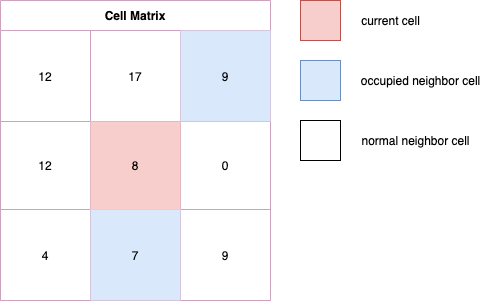 Cell Matrix
12 17 9
12 8 0
4 7 9
current cell
occupied neighbor cell
normal neighbor cell